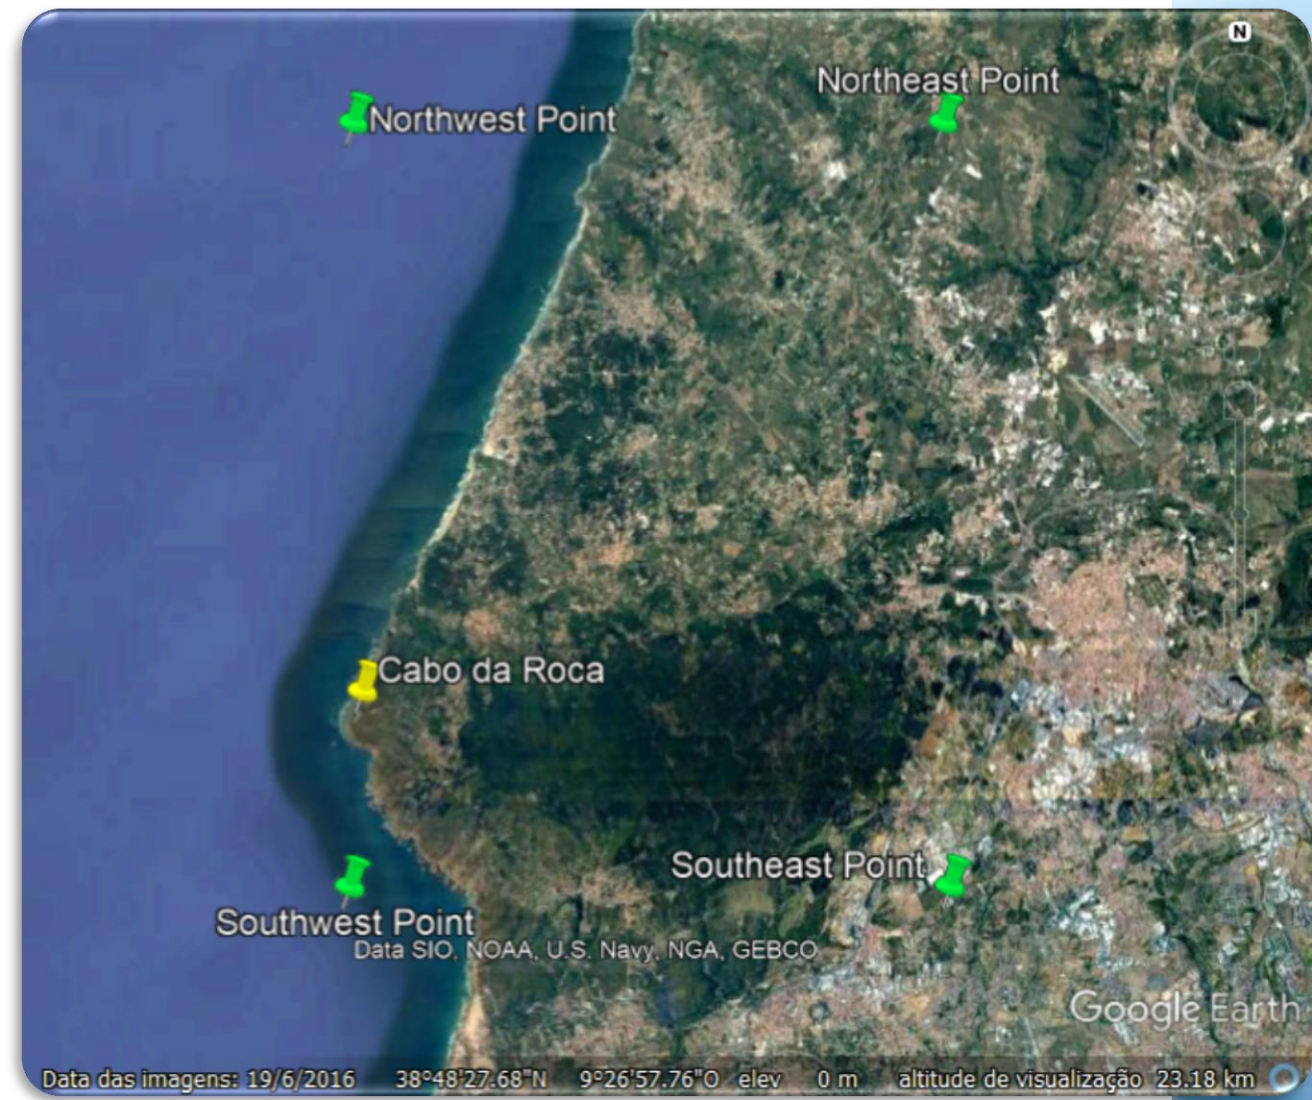 N
Northeast Point
Northwest Point
Cabo da Roca
Southeast Point
Southwest Point
Data SIO, NOAA, U.S. Navy, NGA, GEBCO
Google Earth
Data das imagens: 19/6/2016 38°48'27.68"N 9°26'57.76"O elev 0 m altitude de visualização 23.18 km